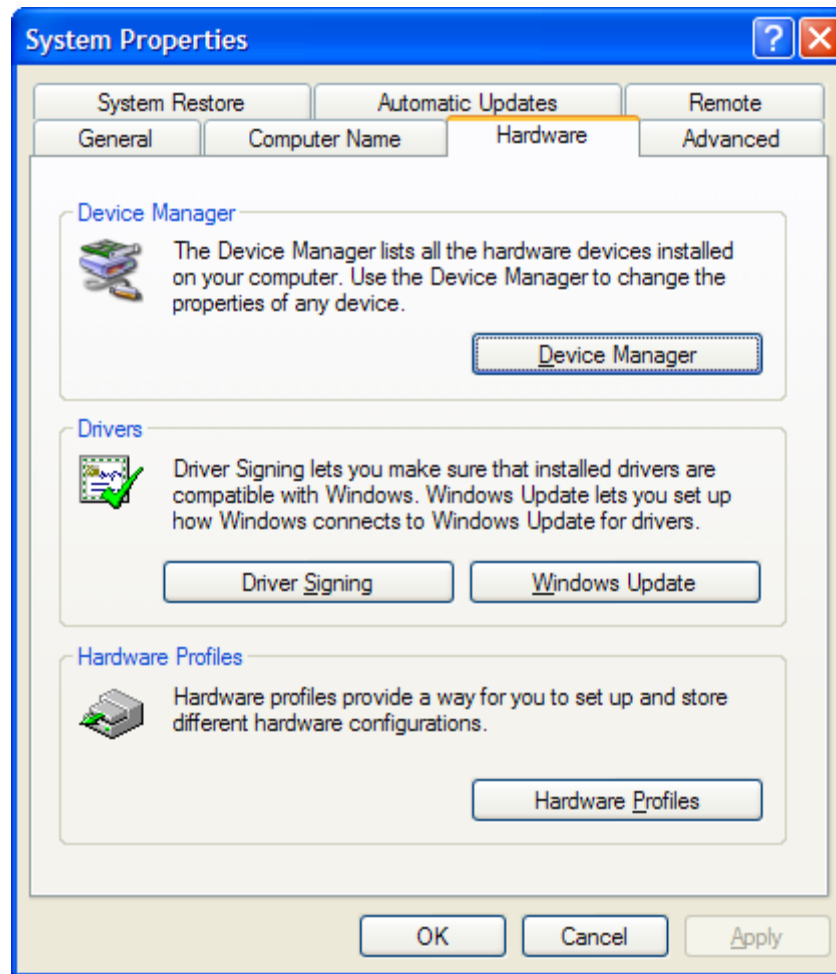 System Properties
?
System Restore Automatic Updates Remote
General Computer Name Hardware Advanced
Device Manager
The Device Manager lists all the hardware devices installed
on your computer. Use the Device Manager to change the
properties of any device.
Device Manager
Drivers
Driver Signing lets you make sure that installed drivers are
compatible with Windows. Windows Update lets you set up
how Windows connects to Windows Update for drivers.
Driver Signing Windows Update
Hardware Profiles
Hardware profiles provide a way for you to set up and store
different hardware configurations.
Hardware Profiles
OK Cancel Apply